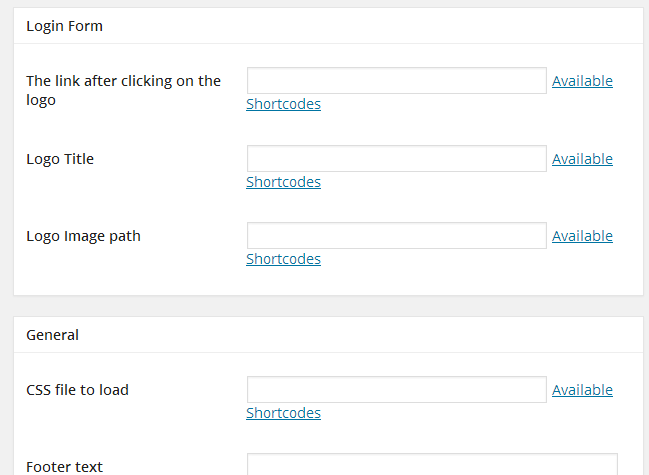 Login Form
The link after clicking on the Available
logo Shortcodes
Logo Title Available
Shortcodes
Logo Image path Available
Shortcodes
General
CSS file to load Available
Shortcodes
Footer text